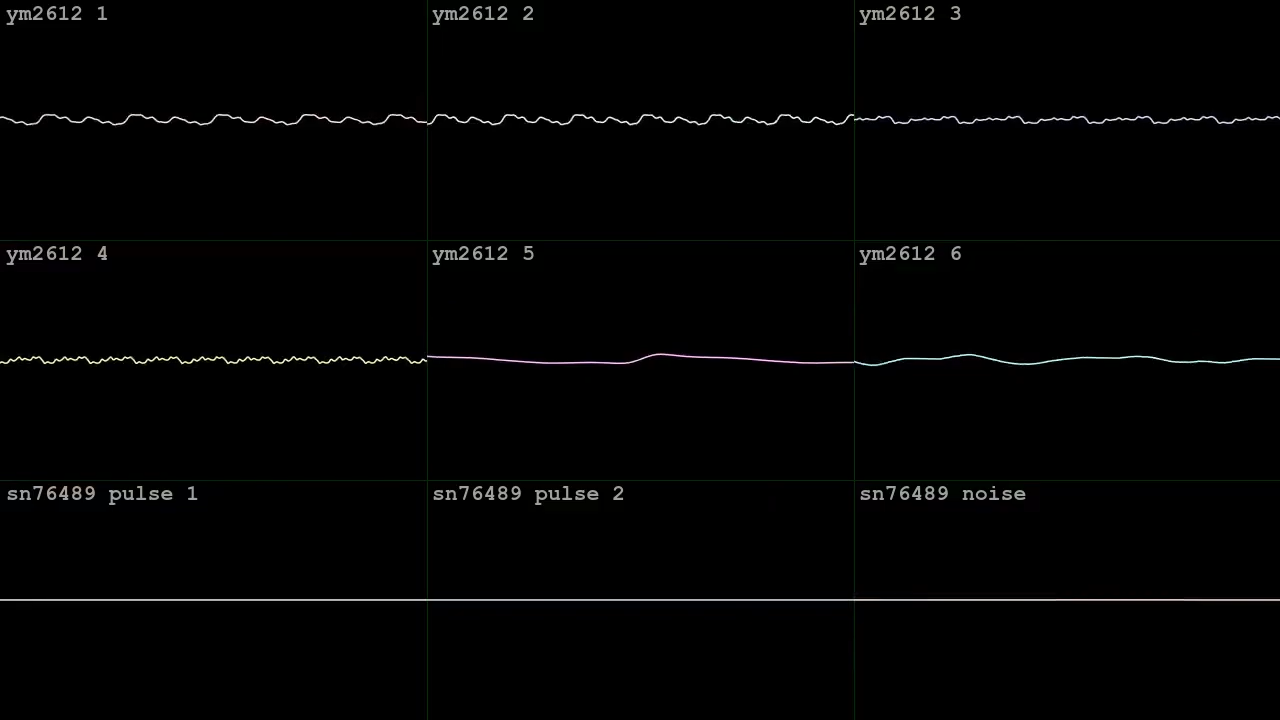 ym2612 1
ym2612 2
ym2612 3
ym2612 4
ym2612 5
ym2612 6
sn76489 pulse 1
sn76489 pulse 2
sn76489 noise